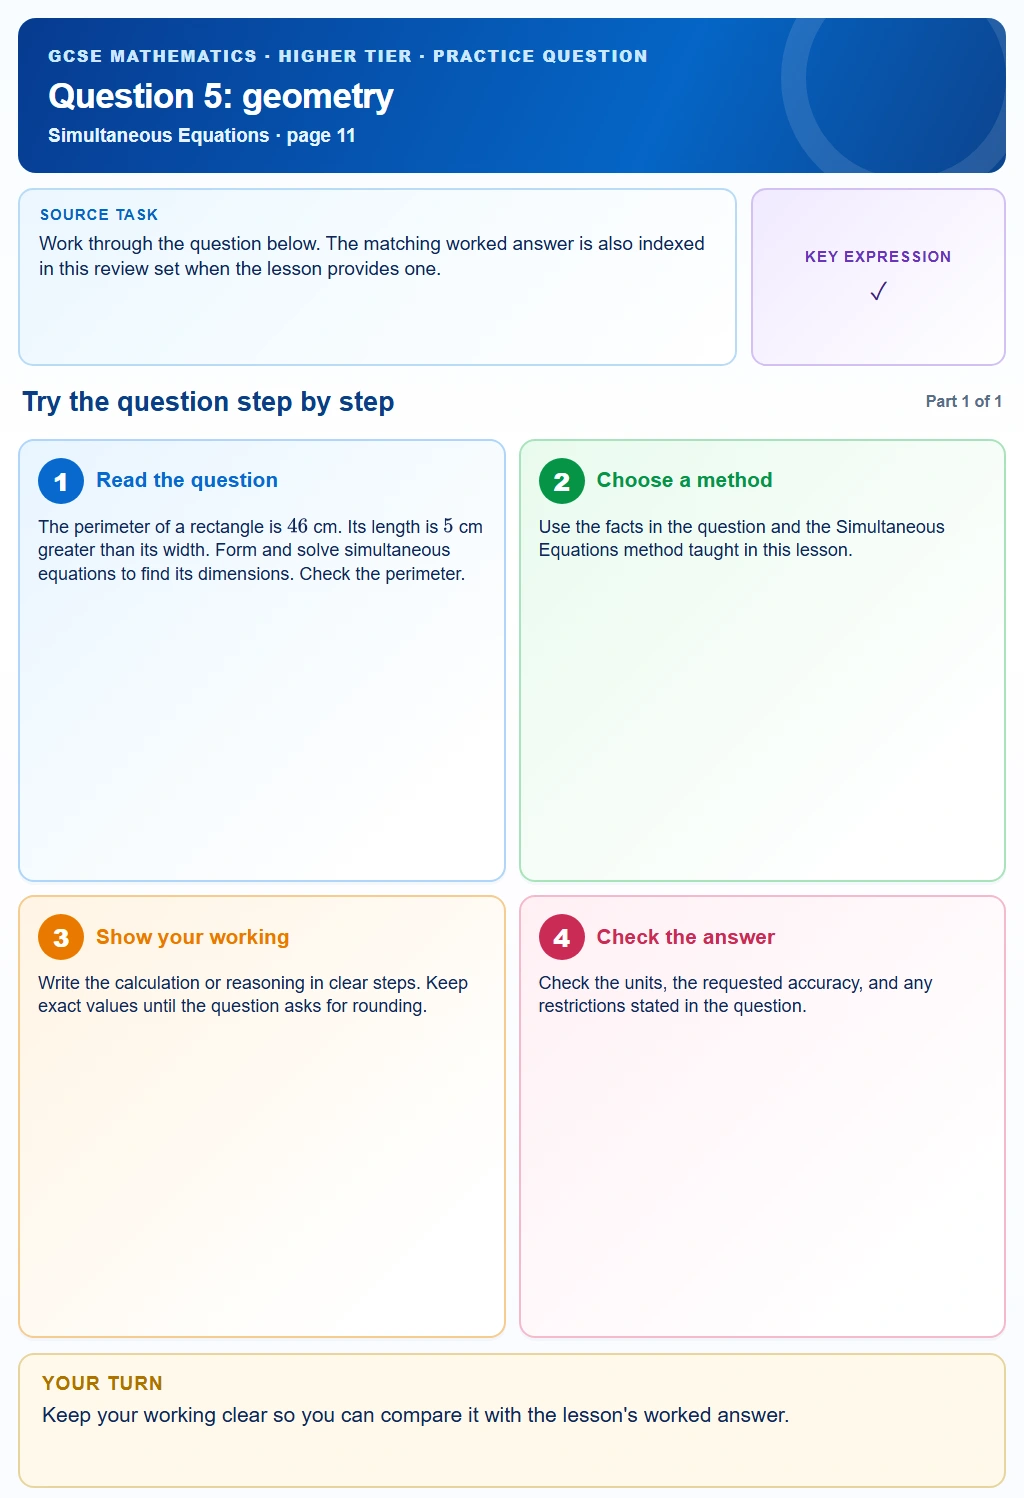 GCSE MATHEMATICS · HIGHER TIER · PRACTICE QUESTION
Question 5: geometry
Simultaneous Equations · page 11
SOURCE TASK
Work through the question below. The matching worked answer is also indexed
in this review set when the lesson provides one.
KEY EXPRESSION
✓
Try the question step by step
Part 1 of 1
1 Read the question
The perimeter of a rectangle is 46 cm. Its length is 5 cm
greater than its width. Form and solve simultaneous
equations to find its dimensions. Check the perimeter.
2 Choose a method
Use the facts in the question and the Simultaneous
Equations method taught in this lesson.
3 Show your working
Write the calculation or reasoning in clear steps. Keep
exact values until the question asks for rounding.
4 Check the answer
Check the units, the requested accuracy, and any
restrictions stated in the question.
YOUR TURN
Keep your working clear so you can compare it with the lesson's worked answer.